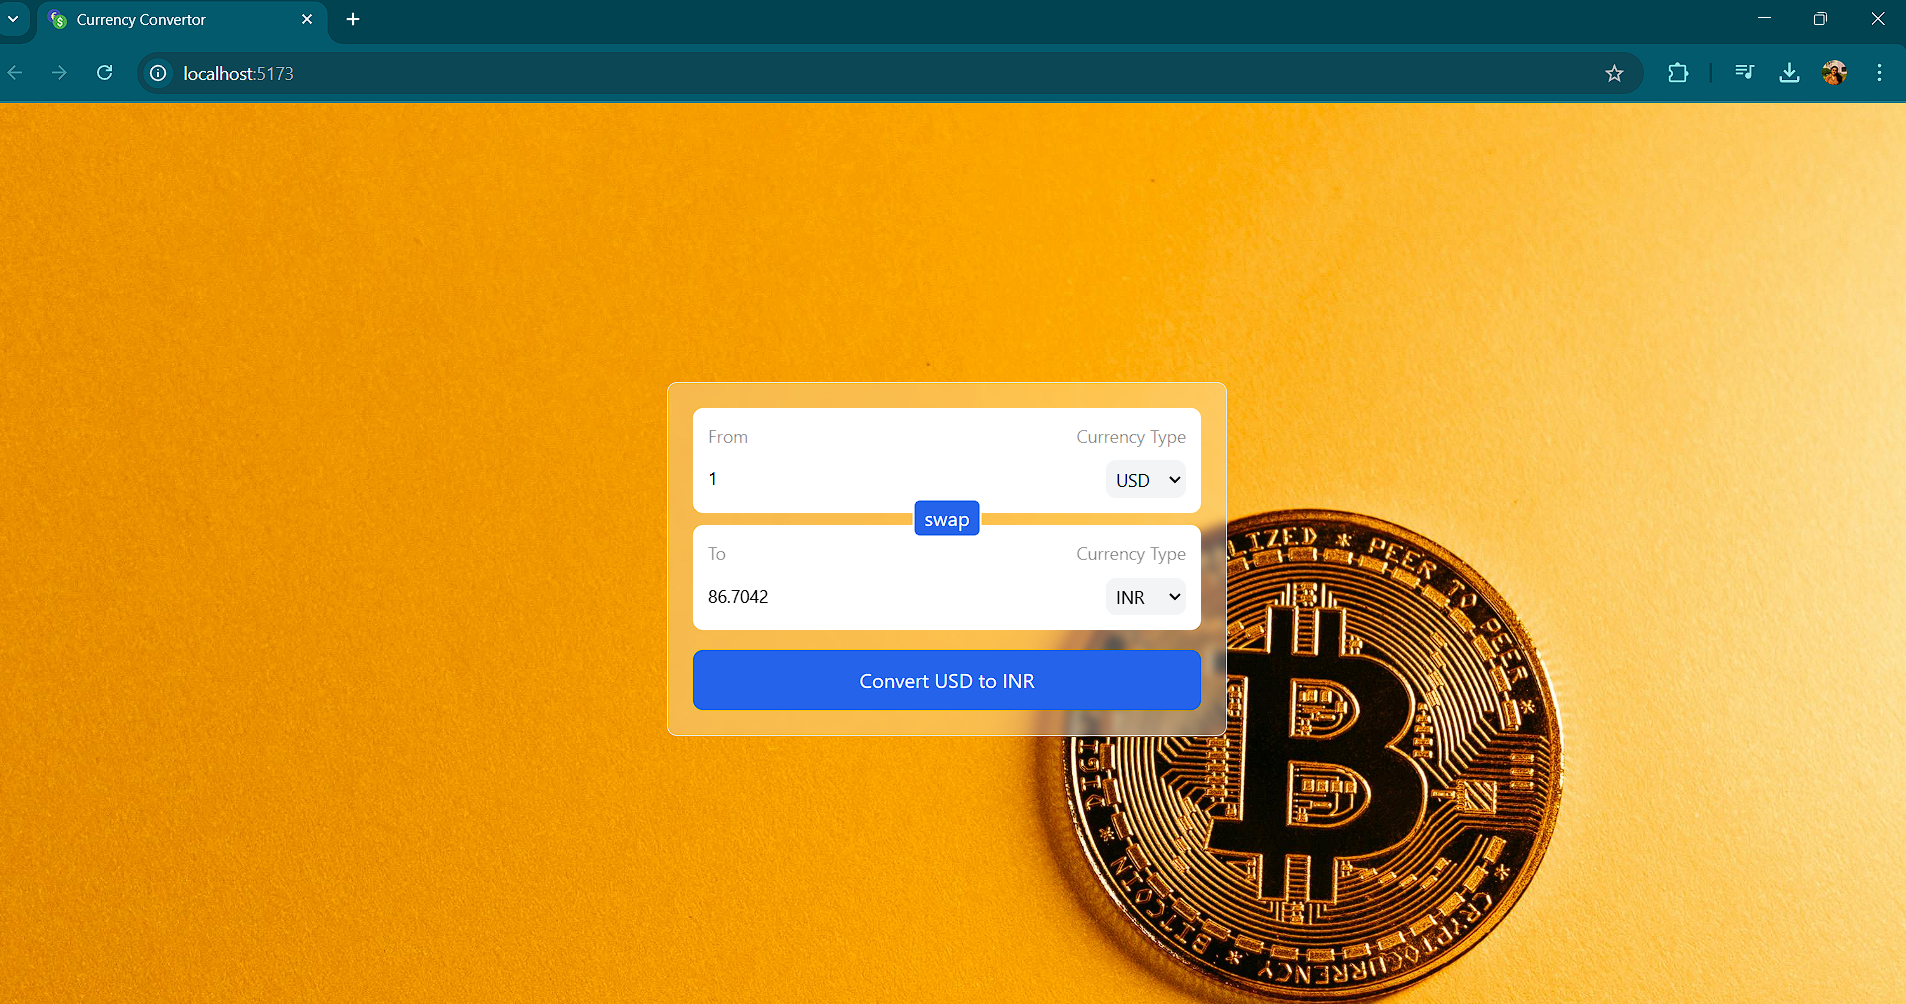 Currency Convertor
localhost:5173
From
Currency Type
1
USD
swap
To
Currency Type
86.7042
INR
Convert USD to INR
LIZED * PEER TO PEER *
DIGI
* BITCOIN *
CRYPTOCURRENCY
B